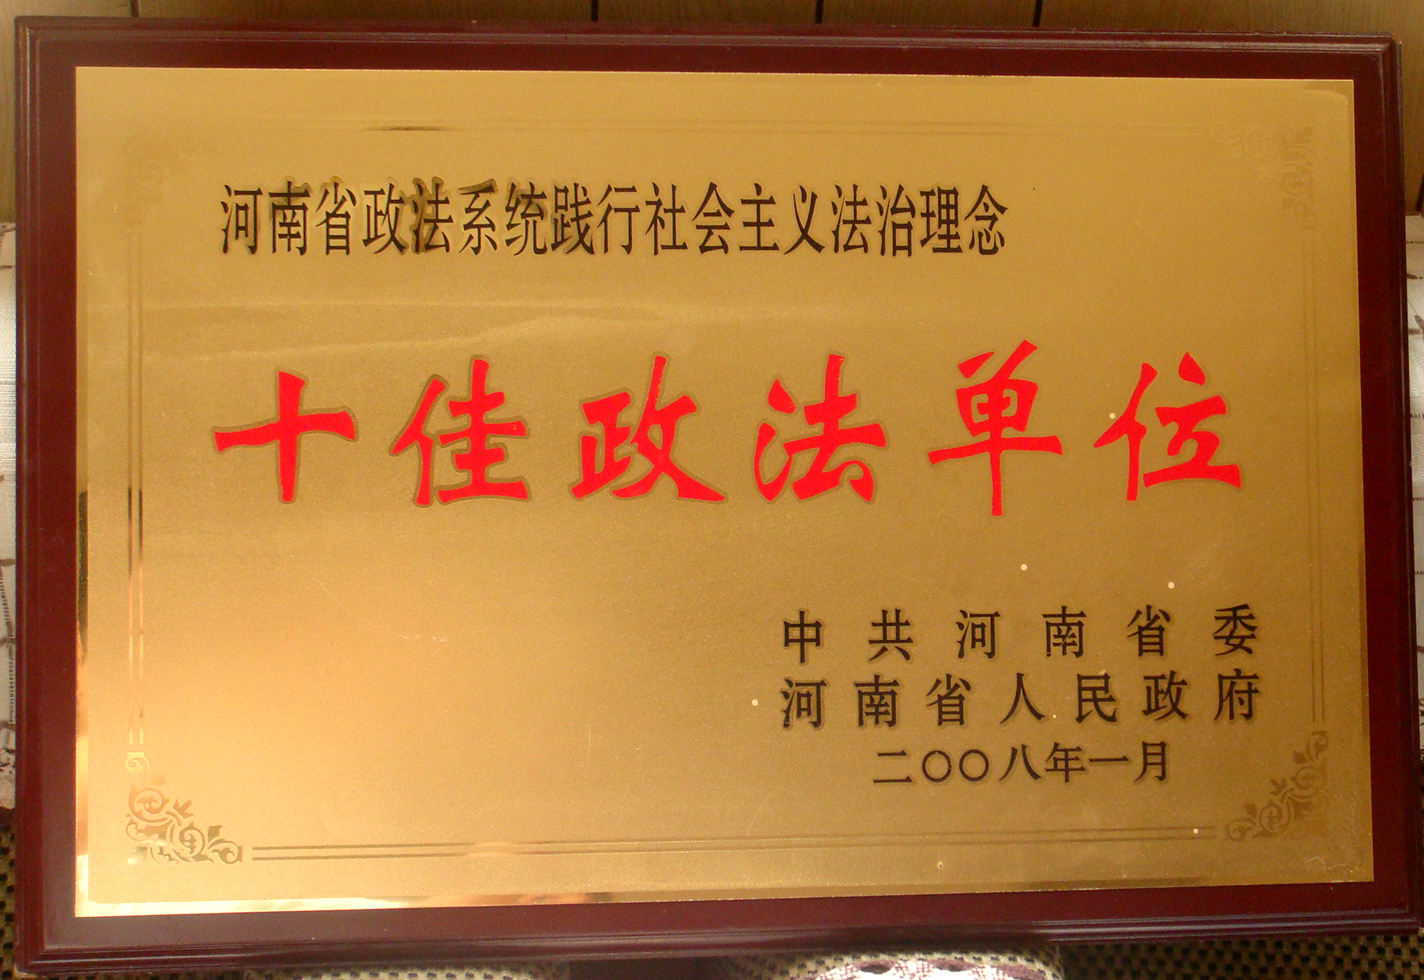 河南省政法系统践行社会主义法治理念
十佳政法单位
中共河南省委
河南省人民政府
二〇〇八年一月